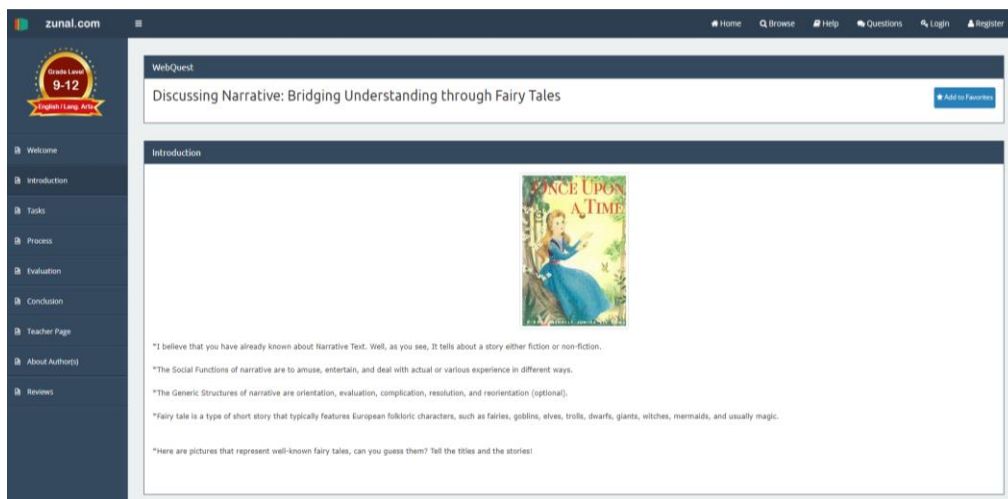 zunal.com
Home
Browse
Help
Questions
Login
Register
Grade Level
9-12
English / Lang. Arts
Welcome
Introduction
Tasks
Process
Evaluation
Conclusion
Teacher Page
About Author(s)
Reviews
WebQuest
Discussing Narrative: Bridging Understanding through Fairy Tales
Add to Favorites
Introduction
ONCE UPON
A TIME
*I believe that you have already known about Narrative Text. Well, as you see, It tells about a story either fiction or non-fiction.
*The Social Functions of narrative are to amuse, entertain, and deal with actual or various experience in different ways.
*The Generic Structures of narrative are orientation, evaluation, complication, resolution, and reorientation (optional).
*Fairy tale is a type of short story that typically features European folkloric characters, such as fairies, goblins, elves, trolls, dwarfs, giants, witches, mermaids, and usually magic.
*Here are pictures that represent well-known fairy tales, can you guess them? Tell the titles and the stories!